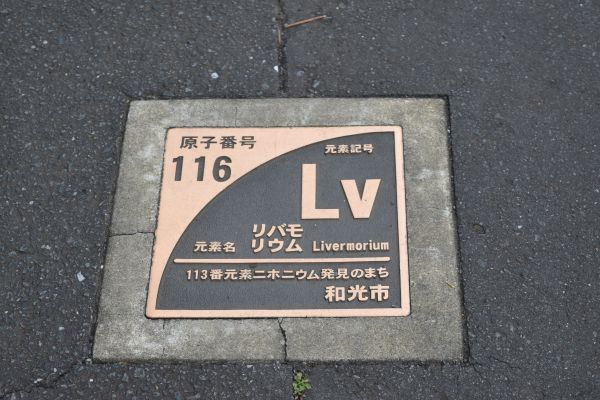 原子番号
116
元素記号
Lv
元素名 リバモリウム Livermorium
113番元素ニホニウム発見のまち
和光市